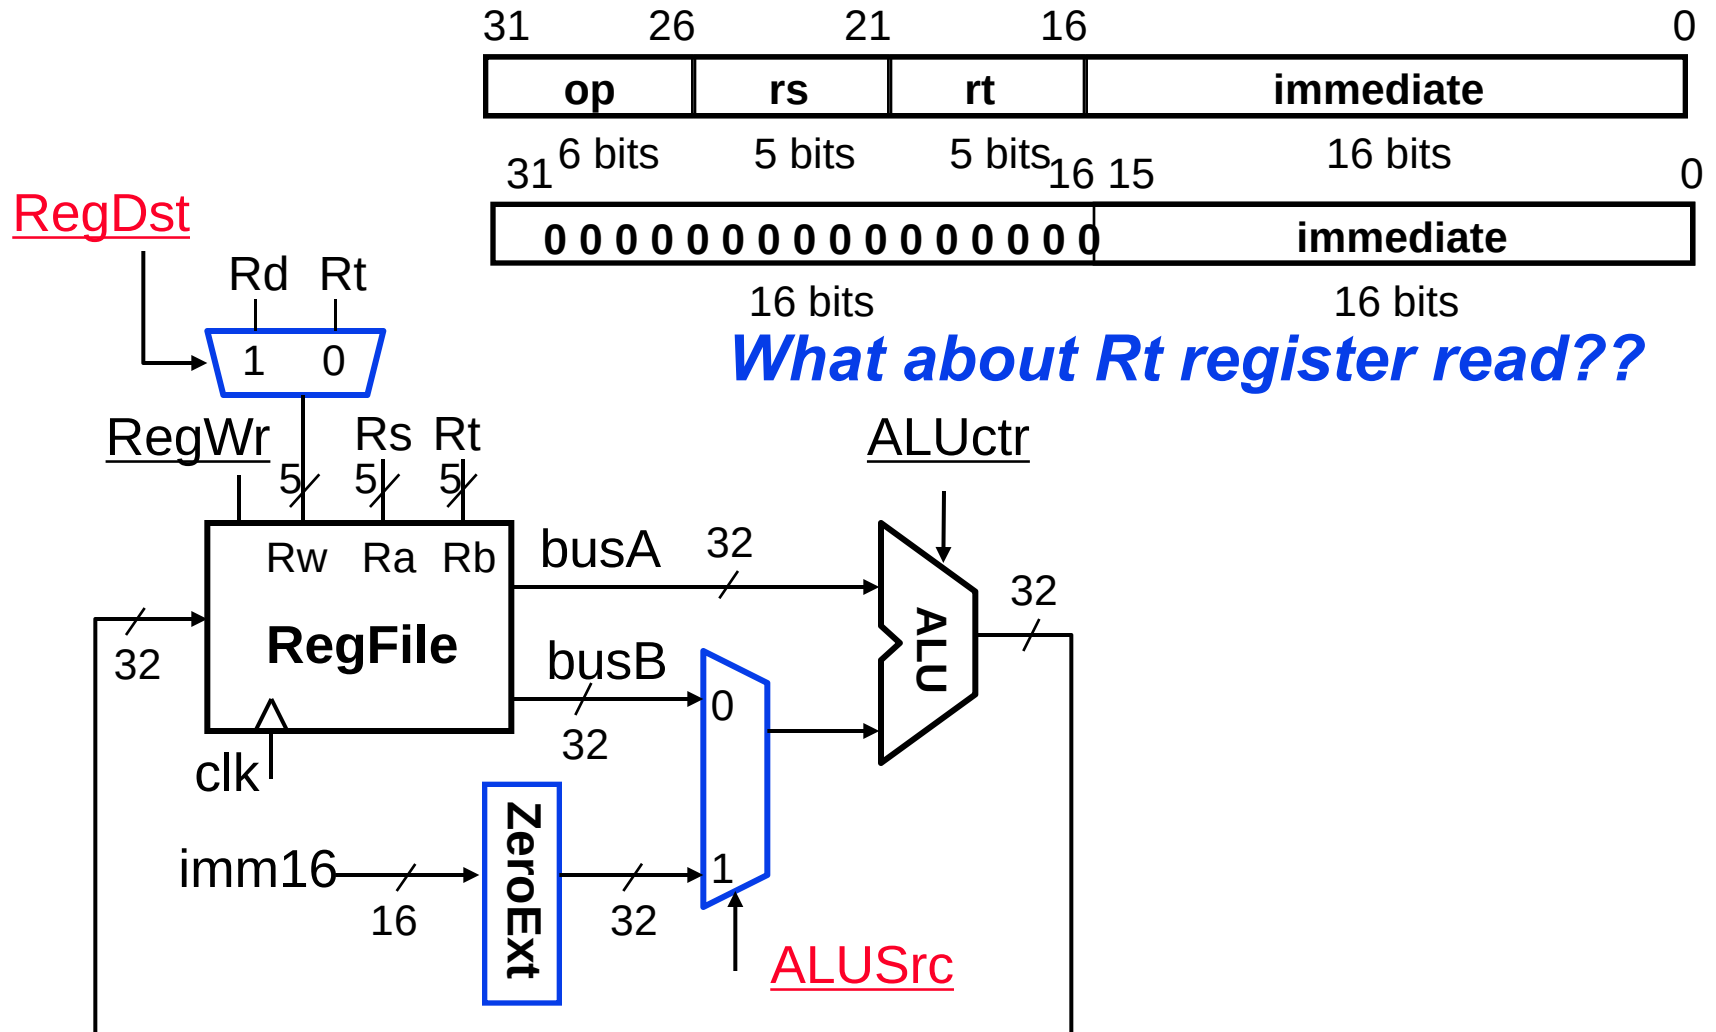 31 26 21 16 0
op rs rt immediate
6 bits 5 bits 5 bits 16 bits
31 16 15 0
0 0 0 0 0 0 0 0 0 0 0 0 0 0 0 0 immediate
16 bits 16 bits
What about Rt register read??
RegDst
Rd Rt
1 0
RegWr Rs Rt
5 5 5
Rw Ra Rb
RegFile
32
clk
busA 32
busB
32
ALUctr
ALU
32
0
1
imm16
16
ZeroExt
32
ALUSrc